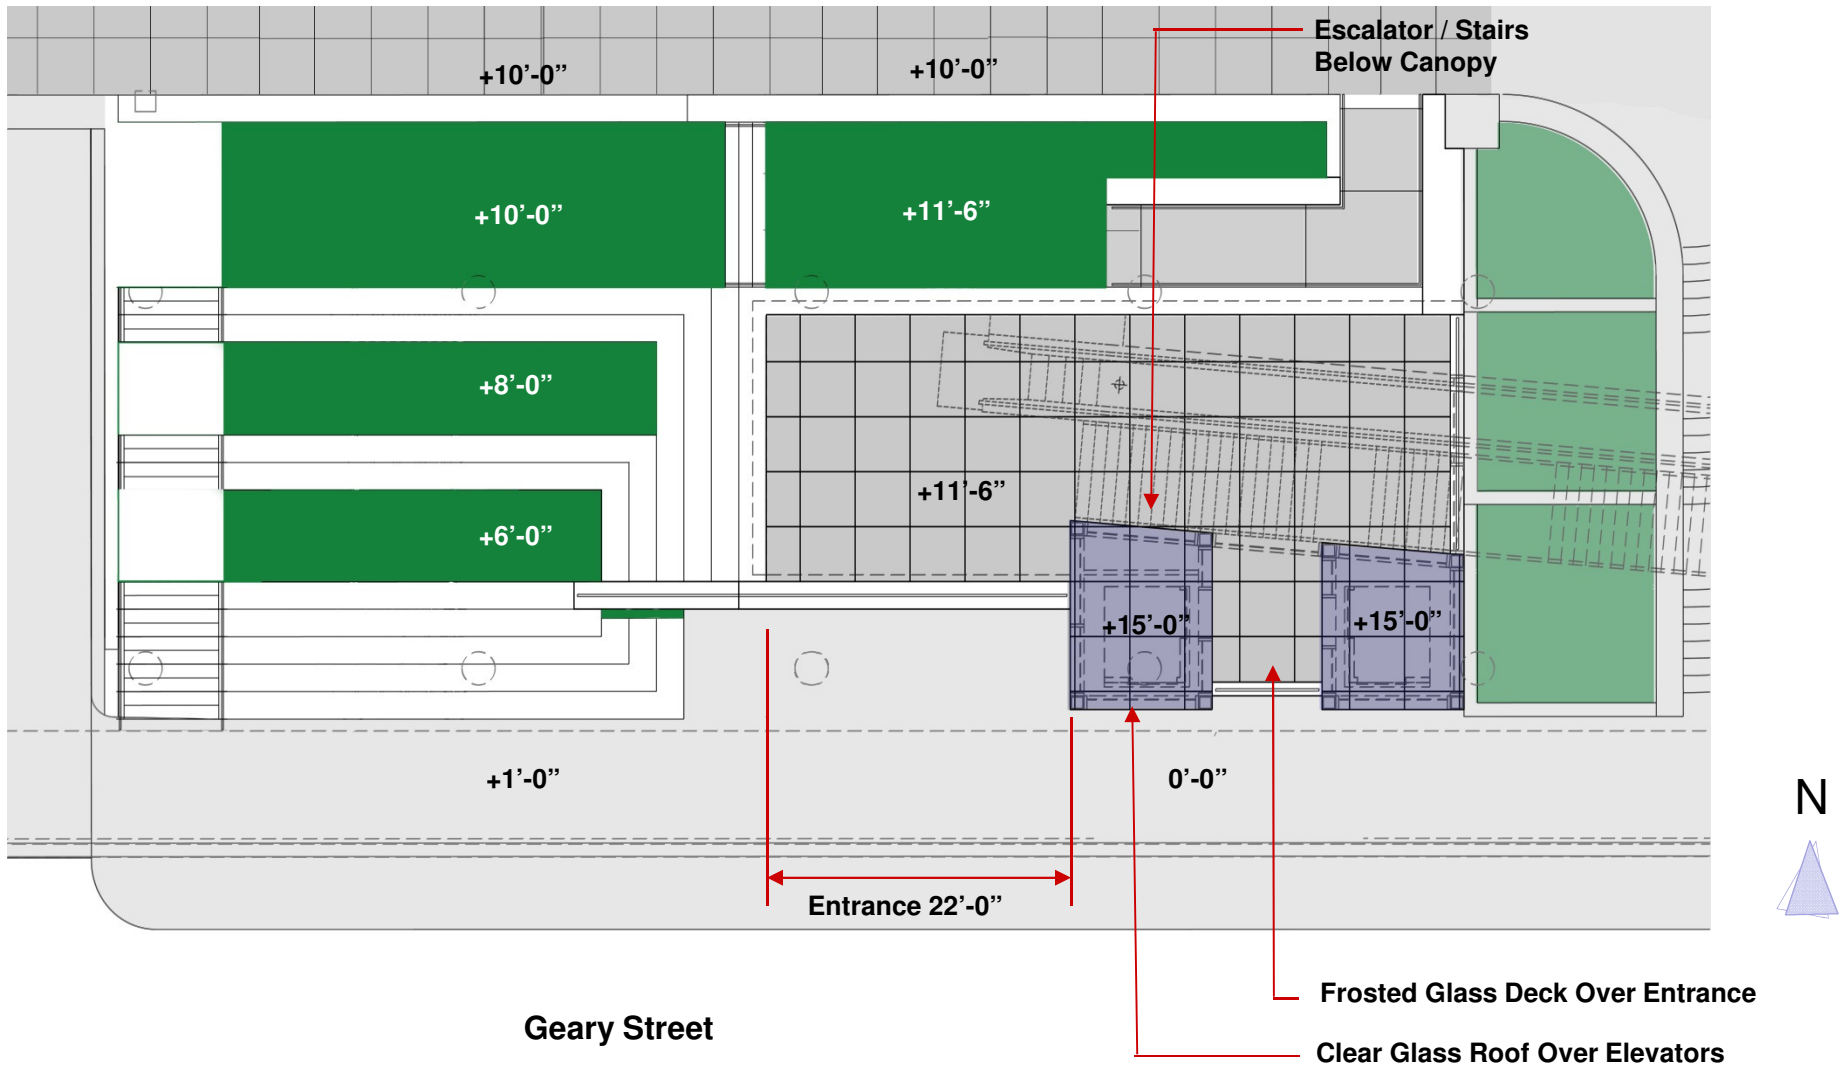 Escalator / Stairs
Below Canopy
+10’-0”
+10’-0”
+10’-0”
+11’-6”
+8’-0”
+11’-6”
+6’-0”
+15’-0”
+15’-0”
+1’-0”
0’-0”
N
Entrance 22’-0”
Frosted Glass Deck Over Entrance
Geary Street
Clear Glass Roof Over Elevators